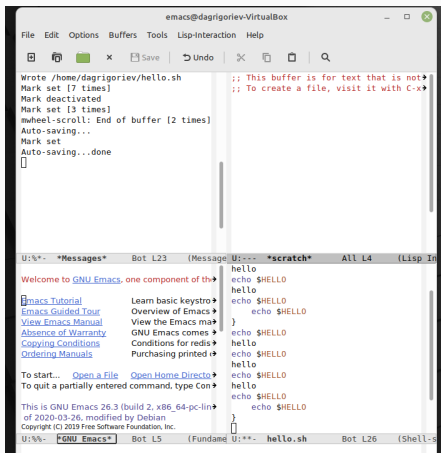 emacs@dagrigoriev-VirtualBox
File Edit Options Buffers Tools Lisp-Interaction Help
Save Undo
Wrote /home/dagrigoriev/hello.sh
Mark set [7 times]
Mark deactivated
Mark set [3 times]
mwheel-scroll: End of buffer [2 times]
Auto-saving...
Mark set
Auto-saving...done
U:%*- *Messages* Bot L23 (Message
;; This buffer is for text that is not
;; To create a file, visit it with C-x
U:--- *scratch* All L4 (Lisp In
Welcome to GNU Emacs, one component of the
Emacs Tutorial Learn basic keystro
Emacs Guided Tour Overview of Emacs
View Emacs Manual View the Emacs ma
Absence of Warranty GNU Emacs comes
Copying Conditions Conditions for redis
Ordering Manuals Purchasing printed
To start... Open a File Open Home Directo
To quit a partially entered command, type Con
This is GNU Emacs 26.3 (build 2, x86_64-pc-lin
of 2020-03-26, modified by Debian
Copyright (C) 2019 Free Software Foundation, Inc.
U:%%- *GNU Emacs* Bot L5 (Fundame
hello
echo $HELLO
hello
echo $HELLO
echo $HELLO
}
echo $HELLO
hello
echo $HELLO
hello
echo $HELLO
hello
echo $HELLO
echo $HELLO
}
U:**- hello.sh Bot L26 (Shell-s